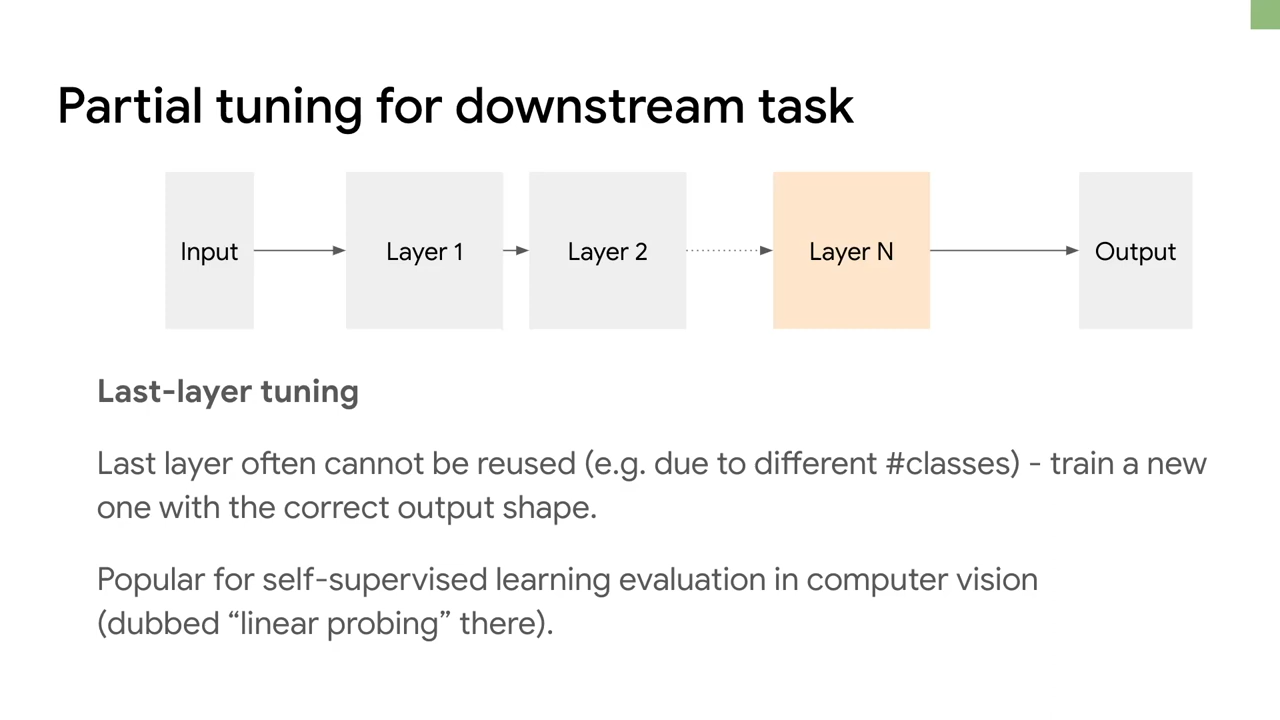 Partial tuning for downstream task
Input
Layer 1
Layer 2
Layer N
Output
Last-layer tuning
Last layer often cannot be reused (e.g. due to different #classes) - train a new
one with the correct output shape.
Popular for self-supervised learning evaluation in computer vision
(dubbed “linear probing” there).